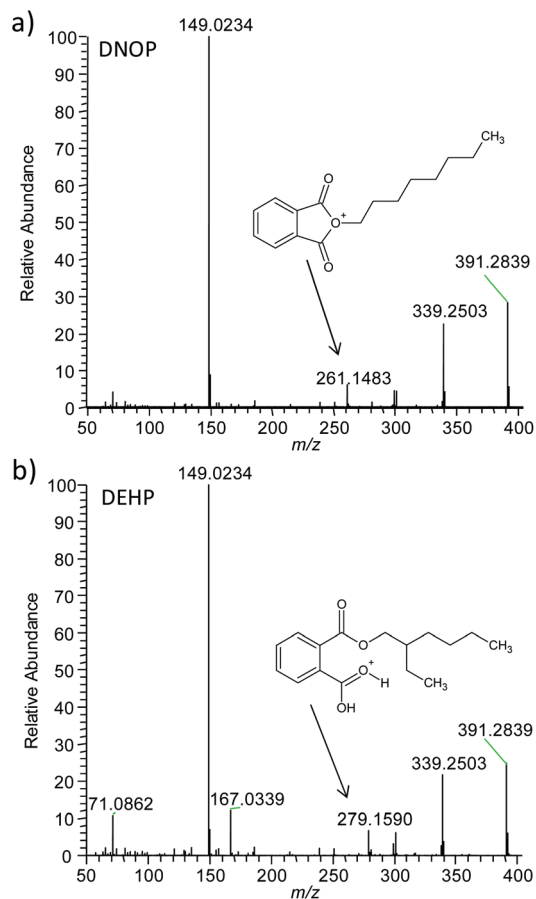 a)
DNOP
149.0234
100
90
80
70
60
50
40
30
20
10
0
Relative Abundance
O
O
+
O
CH3
391.2839
339.2503
261.1483
50 100 150 200 250 300 350 400
m/z
b)
DEHP
149.0234
100
90
80
70
60
50
40
30
20
10
0
Relative Abundance
O
O
CH3
O
+
H
CH3
OH
391.2839
339.2503
71.0862
167.0339
279.1590
50 100 150 200 250 300 350 400
m/z